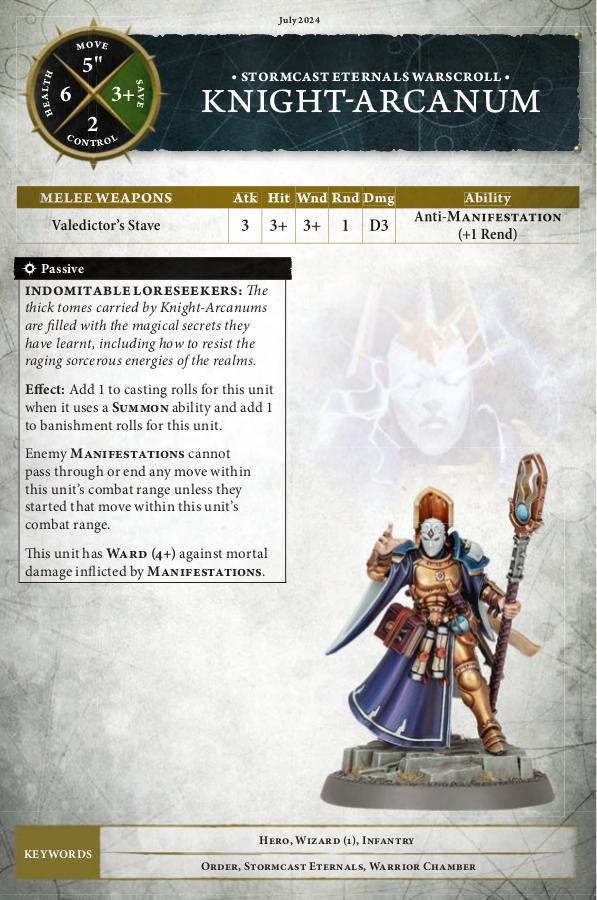 July 2024
MOVE
5"
HEALTH
6
3+
SAVE
2
CONTROL
• STORMCAST ETERNALS WARSCROLL •
KNIGHT-ARCANUM
MELEE WEAPONS Atk Hit Wnd Rnd Dmg Ability
Valedictor's Stave 3 3+ 3+ 1 D3 Anti-MANIFESTATION
(+1 Rend)
Passive
INDOMITABLE LORESEEKERS: The
thick tomes carried by Knight-Arcanums
are filled with the magical secrets they
have learnt, including how to resist the
raging sorcerous energies of the realms.
Effect: Add 1 to casting rolls for this unit
when it uses a SUMMON ability and add 1
to banishment rolls for this unit.
Enemy MANIFESTATIONS cannot
pass through or end any move within
this unit's combat range unless they
started that move within this unit's
combat range.
This unit has WARD (4+) against mortal
damage inflicted by MANIFESTATIONS.
KEYWORDS
HERO, WIZARD (1), INFANTRY
ORDER, STORMCAST ETERNALS, WARRIOR CHAMBER